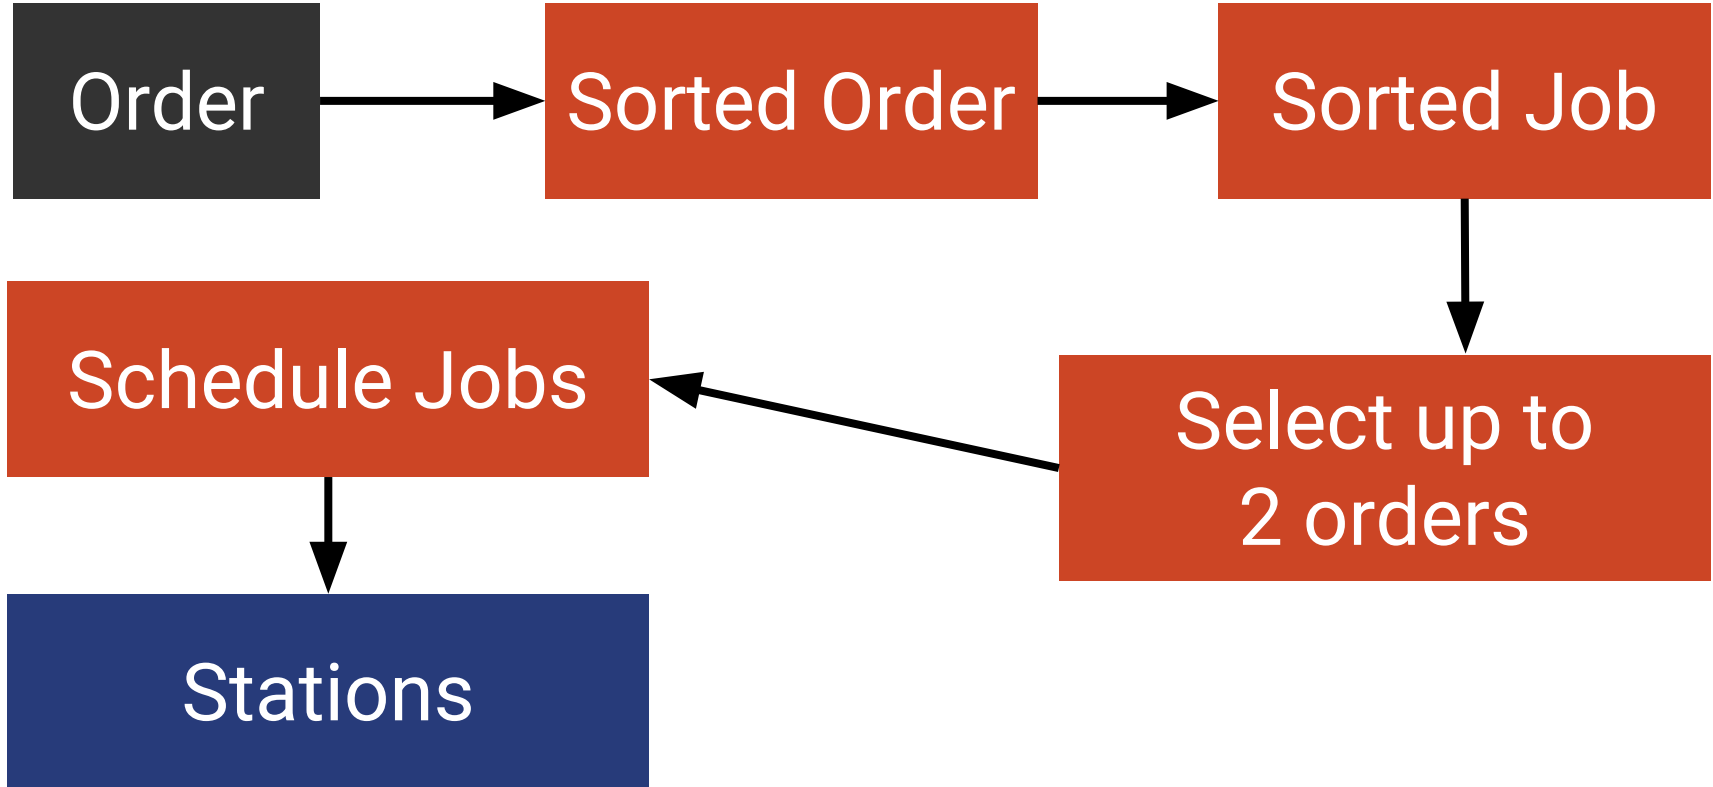 Order
Sorted Order
Sorted Job
Select up to
2 orders
Schedule Jobs
Stations